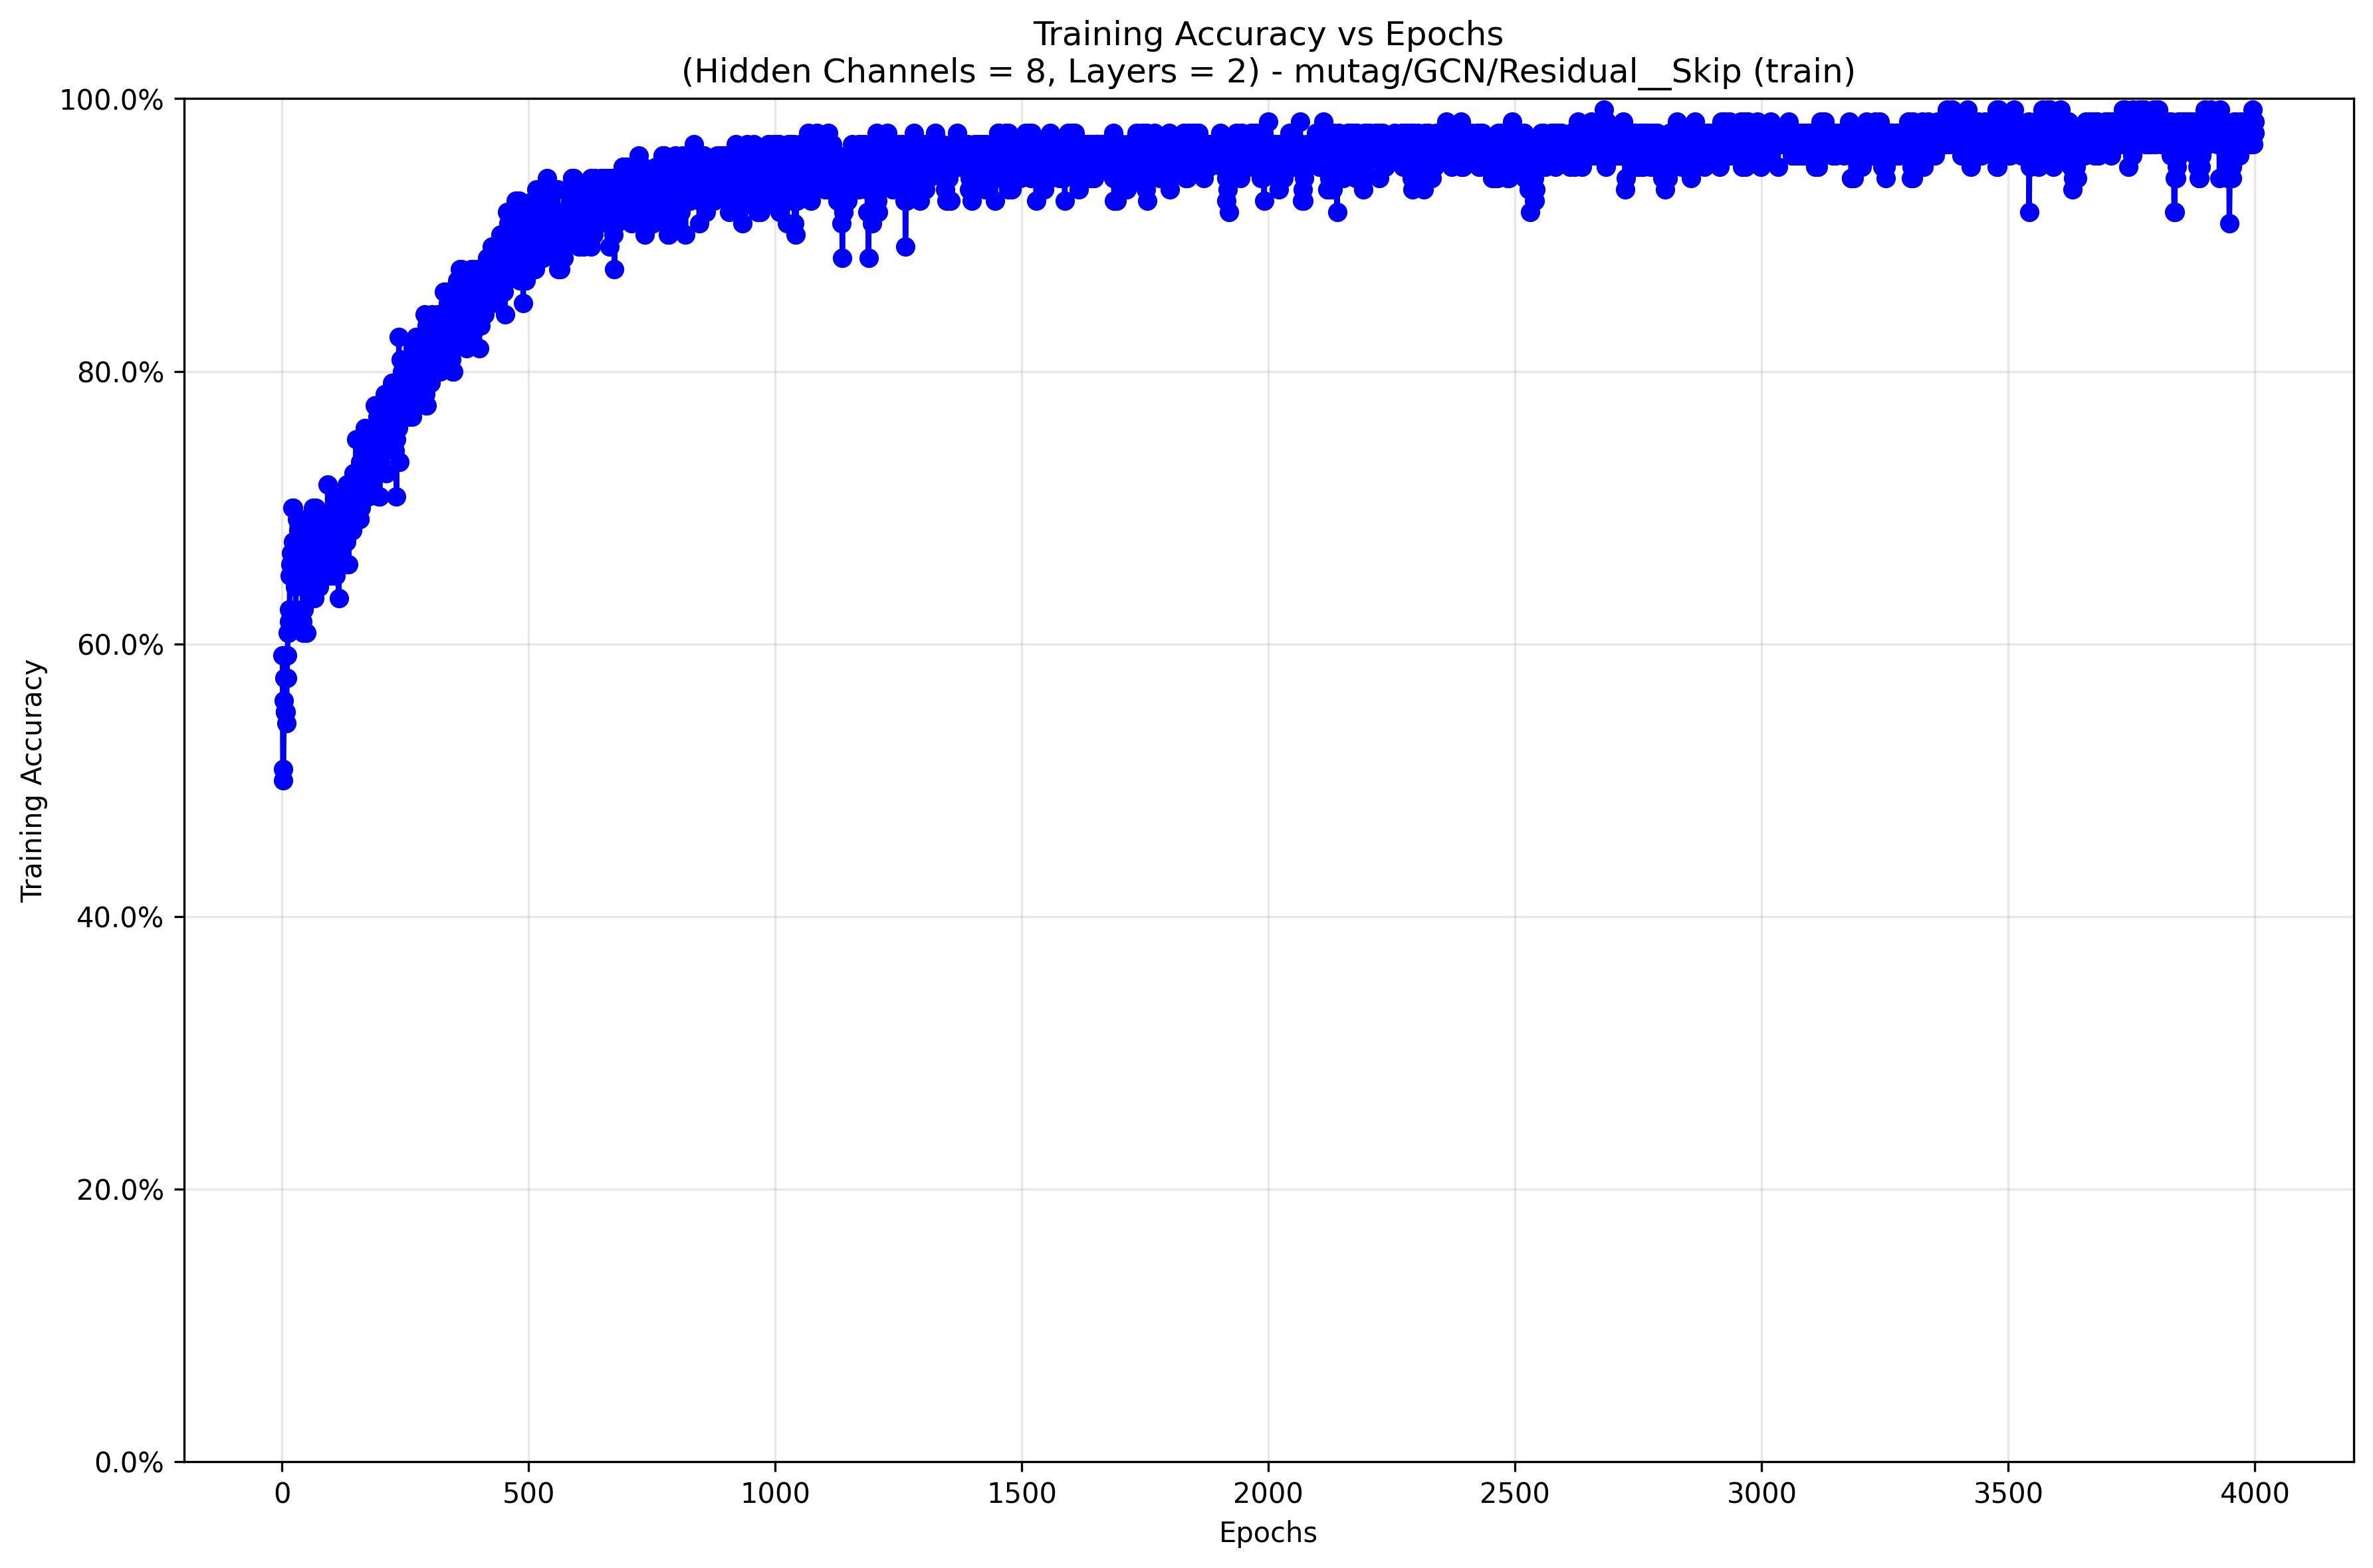 Training Accuracy vs Epochs
(Hidden Channels = 8, Layers = 2) - mutag/GCN/Residual__Skip (train)
100.0%
80.0%
60.0%
40.0%
20.0%
0.0%
Training Accuracy
0 500 1000 1500 2000 2500 3000 3500 4000
Epochs